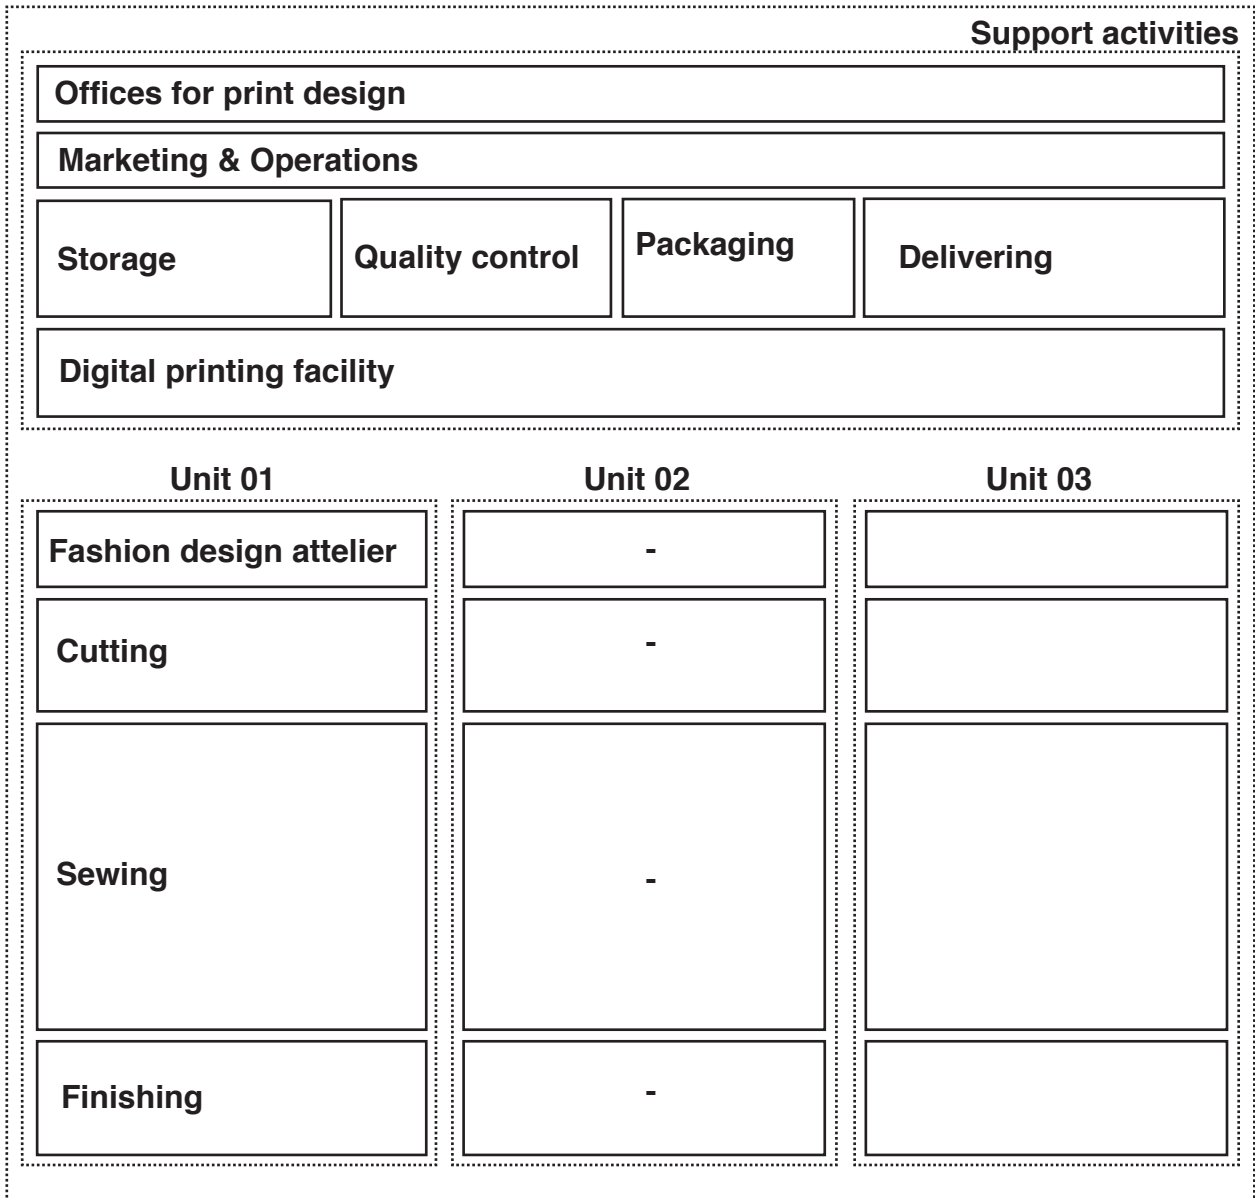 Support activities
Offices for print design
Marketing & Operations
Storage
Quality control
Packaging
Delivering
Digital printing facility
Unit 01
Unit 02
Unit 03
Fashion design attelier
-
Cutting
-
Sewing
-
Finishing
-